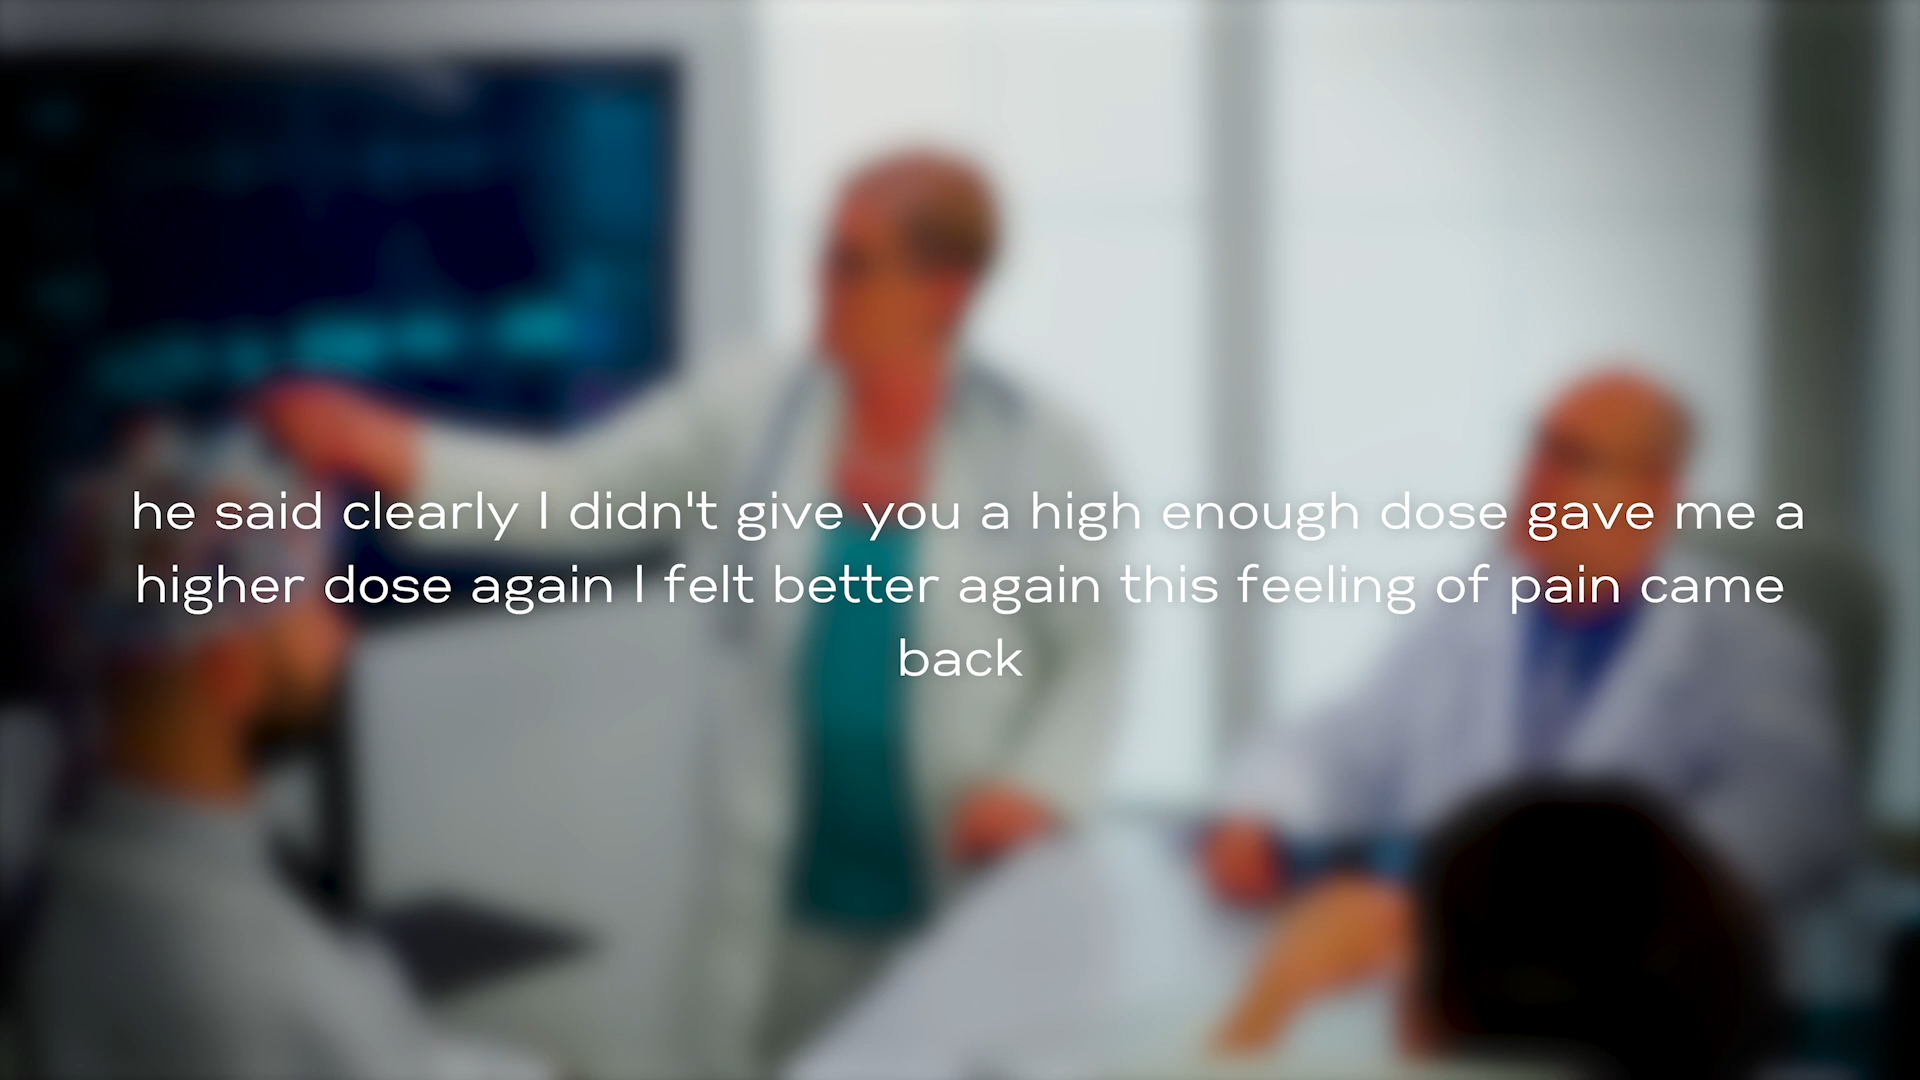 he said clearly I didn't give you a high enough dose gave me a
higher dose again I felt better again this feeling of pain came
back